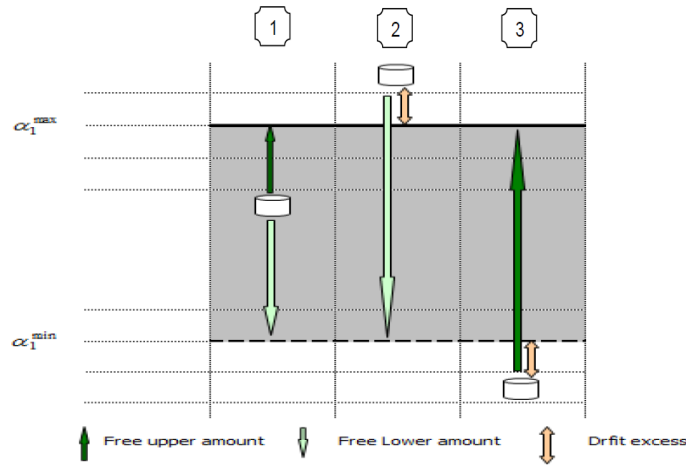 1 2 3
α₁ᵐᵃˣ
α₁ᵐⁱⁿ
Free upper amount Free Lower amount Drfit excess